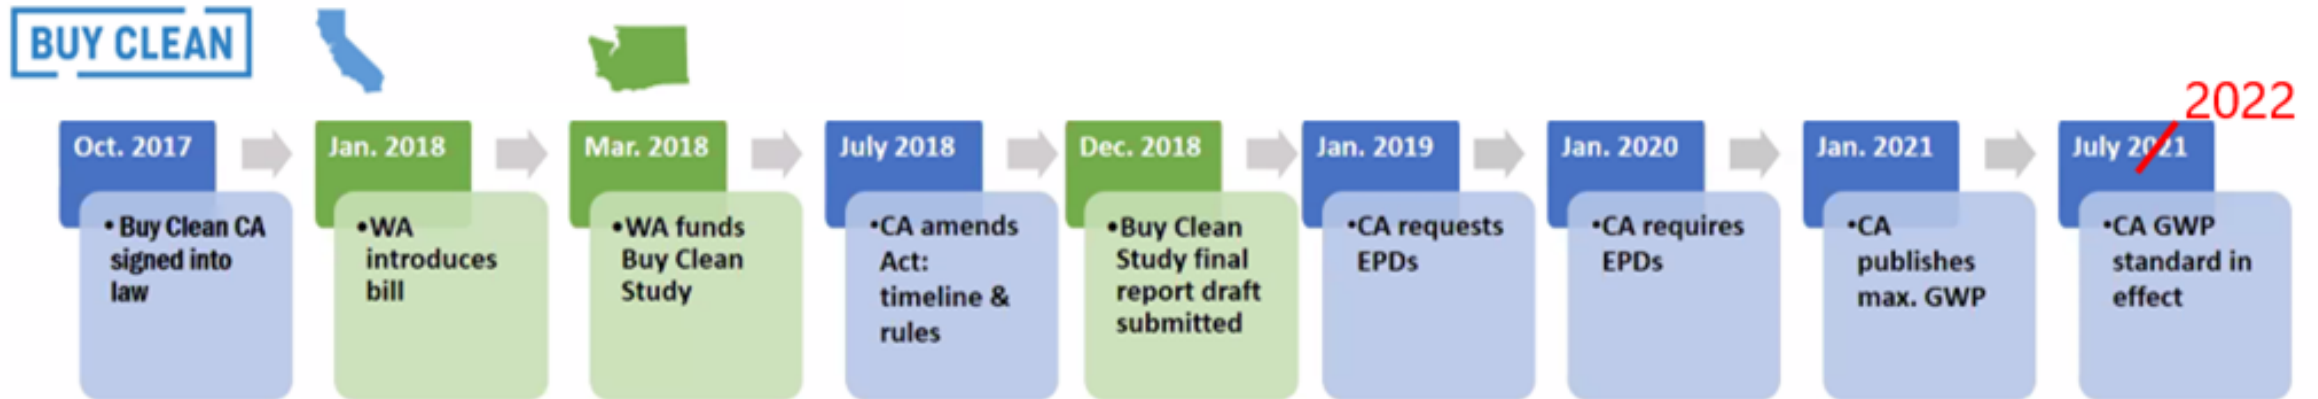 BUY CLEAN
2022
Oct. 2017
Jan. 2018
Mar. 2018
July 2018
Dec. 2018
Jan. 2019
Jan. 2020
Jan. 2021
July 2021
• Buy Clean CA
signed into
law
•WA
introduces
bill
•WA funds
Buy Clean
Study
•CA amends
Act:
timeline &
rules
•Buy Clean
Study final
report draft
submitted
•CA requests
EPDs
•CA requires
EPDs
•CA
publishes
max. GWP
•CA GWP
standard in
effect